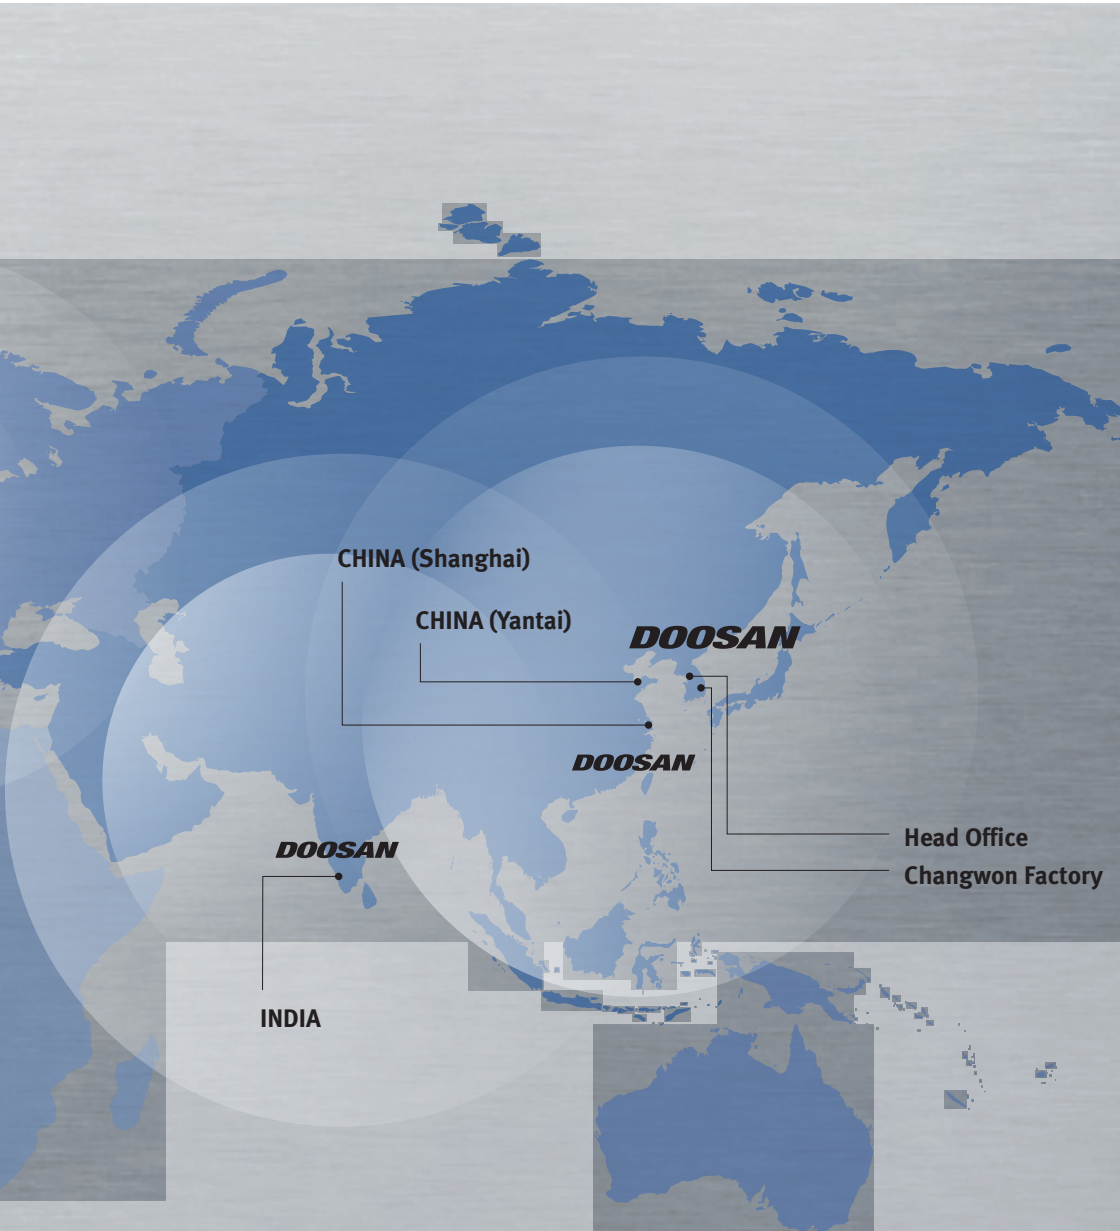 CHINA (Shanghai)
CHINA (Yantai)
DOOSAN
DOOSAN
Head Office
DOOSAN
Changwon Factory
INDIA